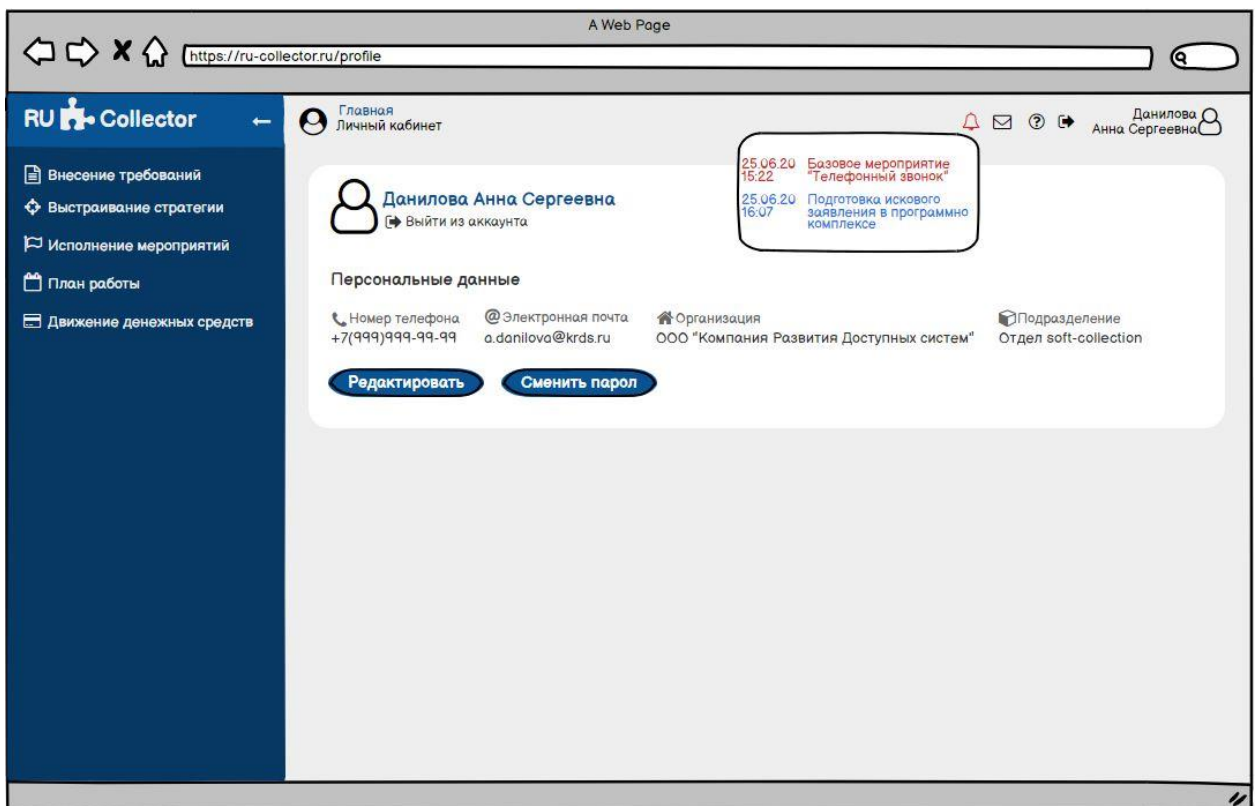 A Web Page
https://ru-collector.ru/profile
RU Collector
Главная
Личный кабинет
Данилова
Анна Сергеевна
Внесение требований
Выстраивание стратегии
Исполнение мероприятий
План работы
Движение денежных средств
25.06.20 Базовое мероприятие
15:22 "Телефонный звонок"
25.06.20 Подготовка искового
16:07 заявления в программно
комплексе
Данилова Анна Сергеевна
Выйти из аккаунта
Персональные данные
Номер телефона @ Электронная почта Организация Подразделение
+7(999)999-99-99 a.danilova@krds.ru ООО "Компания Развития Доступных систем" Отдел soft-collection
Редактировать Сменить парол